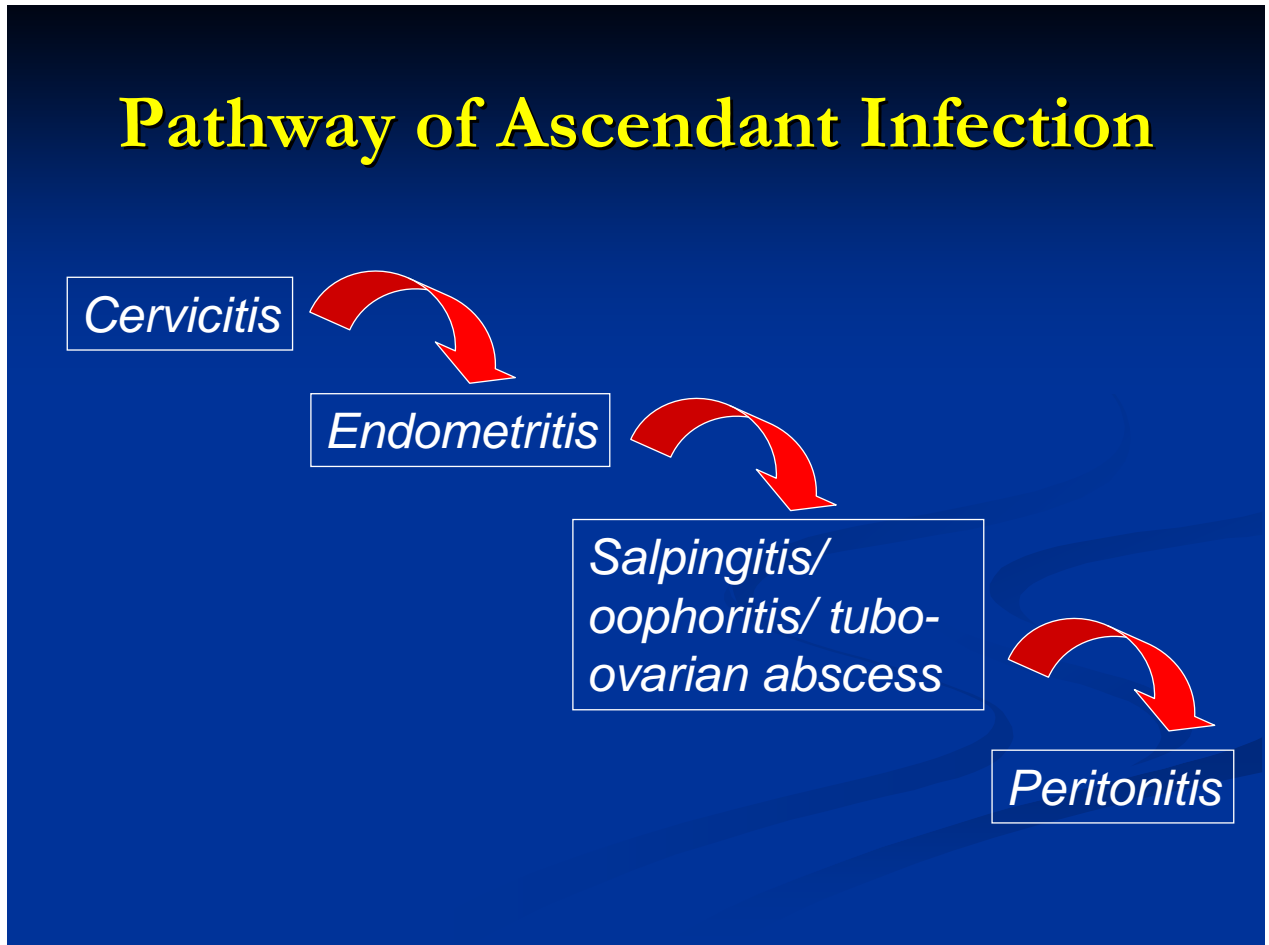 Pathway of Ascendant Infection
Cervicitis
Endometritis
Salpingitis/
oophoritis/ tubo-
ovarian abscess
Peritonitis